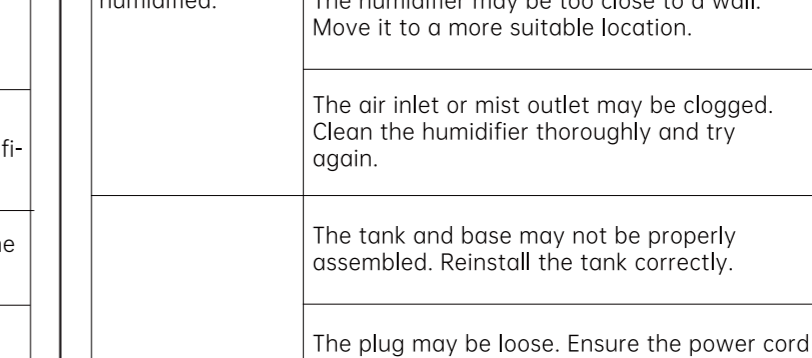 fi-
e
humidified.
The humidifier may be too close to a wall.
Move it to a more suitable location.
The air inlet or mist outlet may be clogged.
Clean the humidifier thoroughly and try
again.
The tank and base may not be properly
assembled. Reinstall the tank correctly.
The plug may be loose. Ensure the power cord